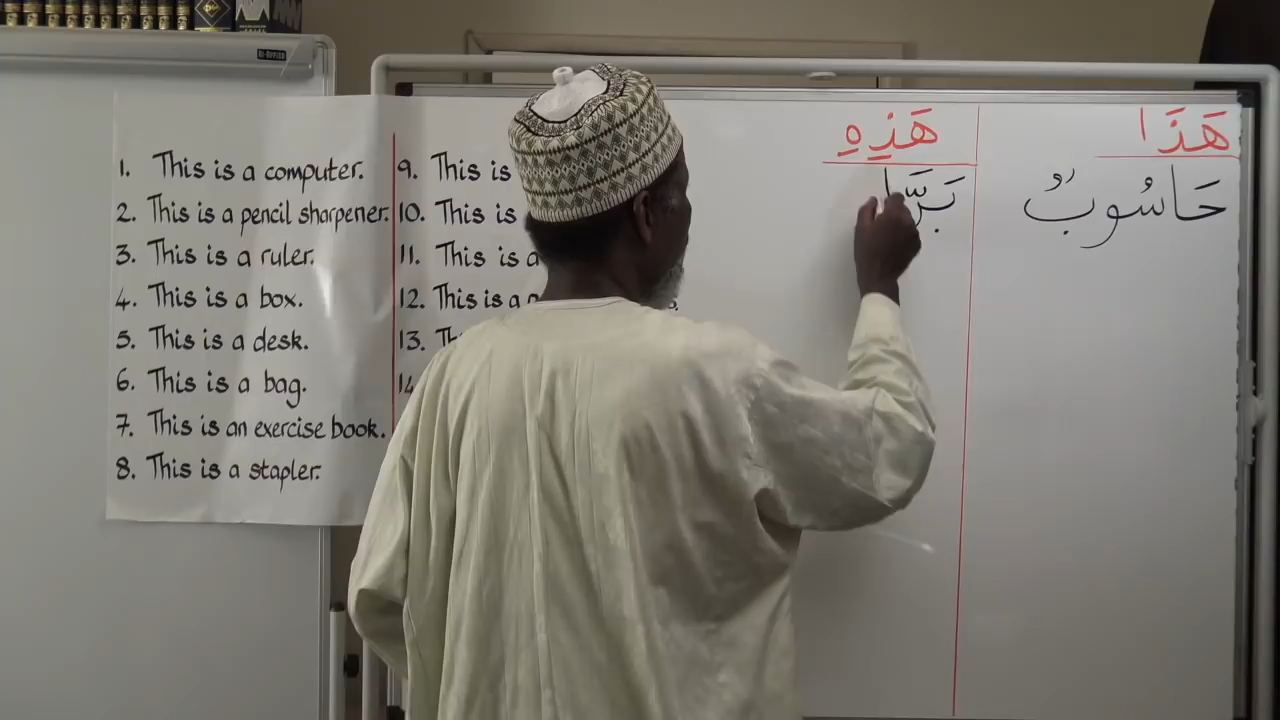 1. This is a computer.
2. This is a pencil sharpener.
3. This is a ruler.
4. This is a box.
5. This is a desk.
6. This is a bag.
7. This is an exercise book.
8. This is a stapler.
9. This is
10. This is
11. This is a
12. This is a
13.
14
هَذَا
حَاسُوبٌ
هَذِهِ
بَرَّا